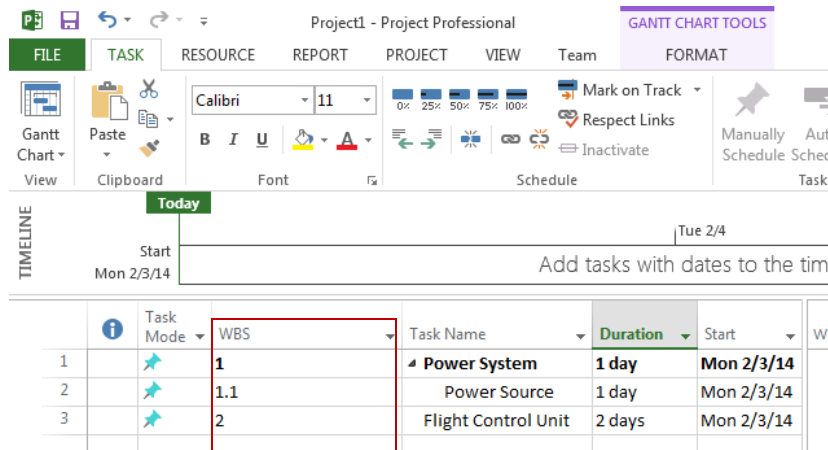 Project1 - Project Professional
GANTT CHART TOOLS
FILE TASK RESOURCE REPORT PROJECT VIEW Team FORMAT
Gantt Chart
Paste
Calibri 11
B I U A
0% 25% 50% 75% 100%
Mark on Track
Respect Links
Inactivate
Manually Schedule
View Clipboard Font Schedule Task
TIMELINE
Today
Start
Mon 2/3/14
Tue 2/4
Add tasks with dates to the tim
Task Mode WBS Task Name Duration Start
1 1 Power System 1 day Mon 2/3/14
2 1.1 Power Source 1 day Mon 2/3/14
3 2 Flight Control Unit 2 days Mon 2/3/14